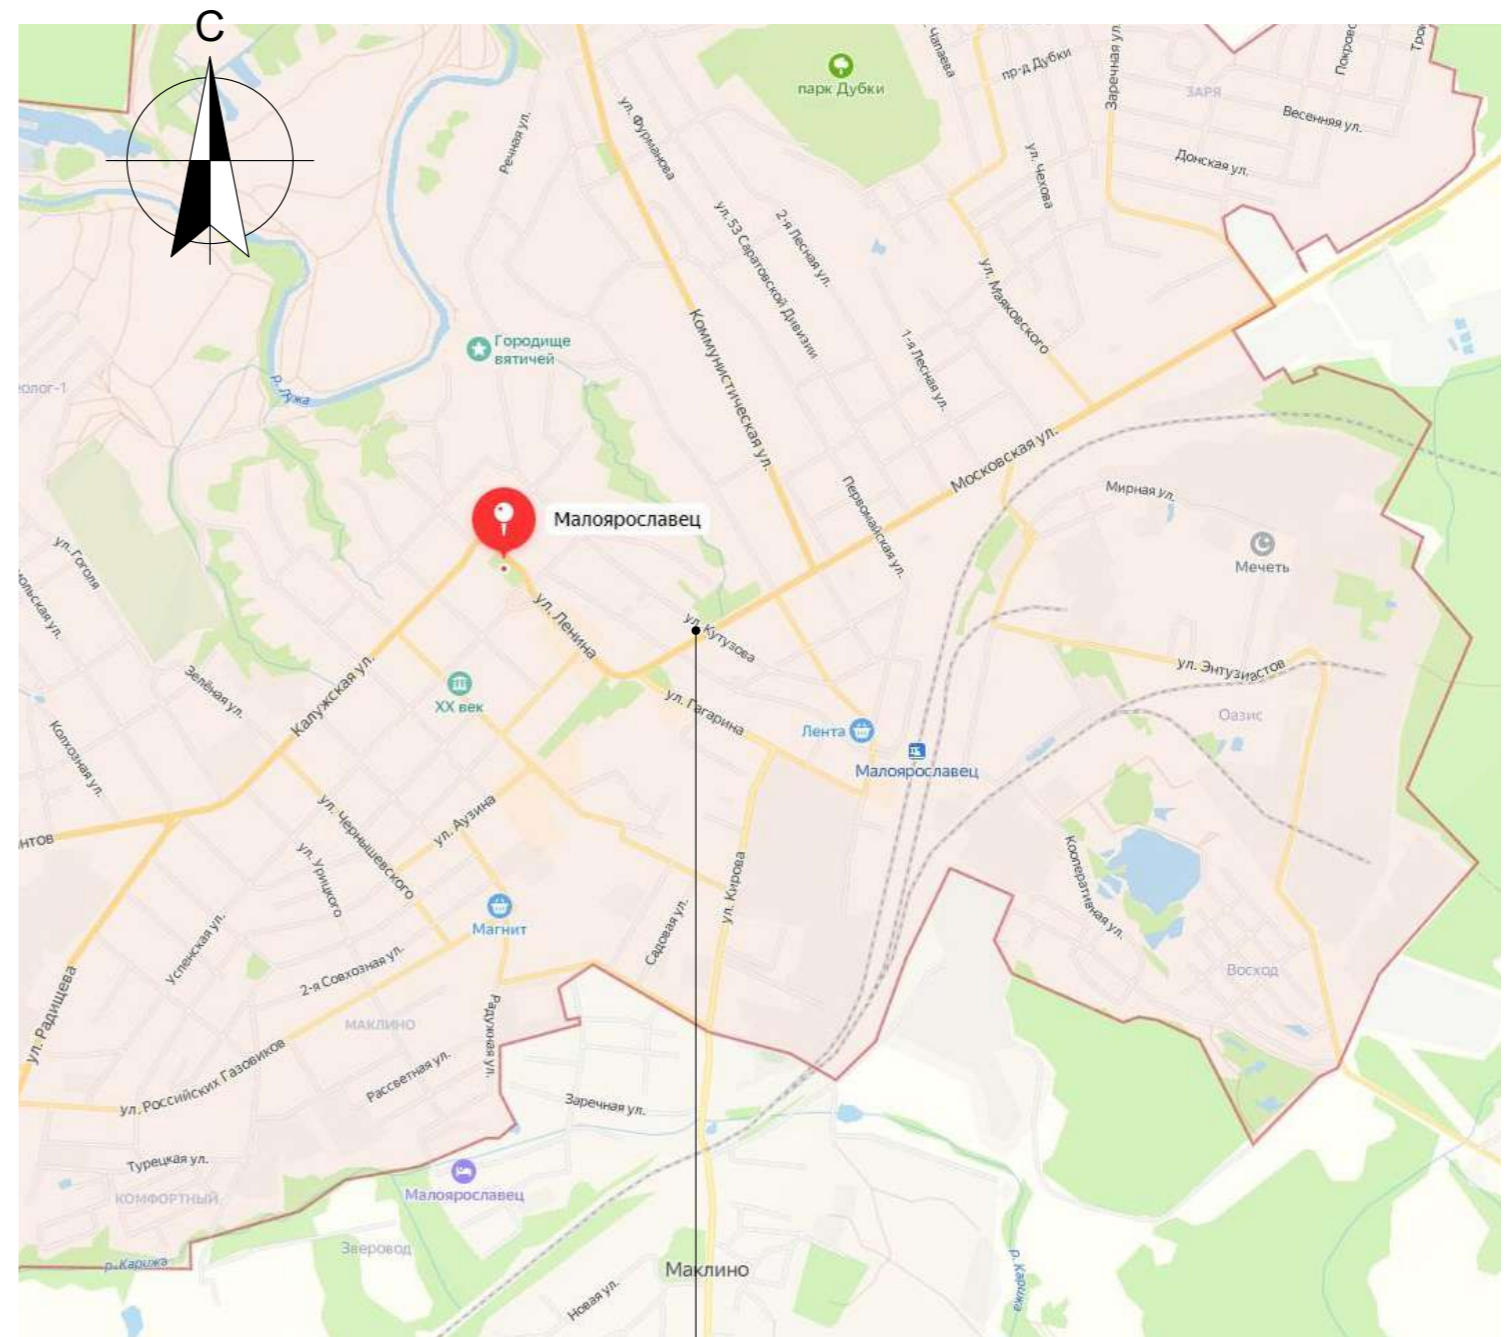 С
парк Дубки
ул. Чапаева
пр-д Дубки
Заречная ул.
ЗАРЯ
Весенняя ул.
Донская ул.
ул. Чехова
Речная ул.
ул. Фурманова
ул. 53 Саратовской Дивизии
2-я Лесная ул.
1-я Лесная ул.
ул. Маяковского
Коммунистическая ул.
Городище
вятичей
р. Лужа
Московская ул.
Первомайская ул.
Мирная ул.
Мечеть
Малоярославец
ул. Гоголя
ул. Ленина
ул. Кутузова
ул. Энтузиастов
Оазис
Зелёная ул.
Калужская ул.
XX век
ул. Гагарина
Лента
Малоярославец
Колхозная ул.
ул. Чернышевского
ул. Аузина
ул. Урицкого
Магнит
ул. Кирова
Садовая ул.
Кооперативная ул.
Восход
Успенская ул.
2-я Совхозная ул.
МАКЛИНО
ул. Радищева
Радужная ул.
ул. Российских Газовиков
Рассветная ул.
Заречная ул.
Турецкая ул.
КОМФОРТНЫЙ
Малоярославец
Зверовод
р. Карижа
Маклино
Новая ул.
р. Карижа